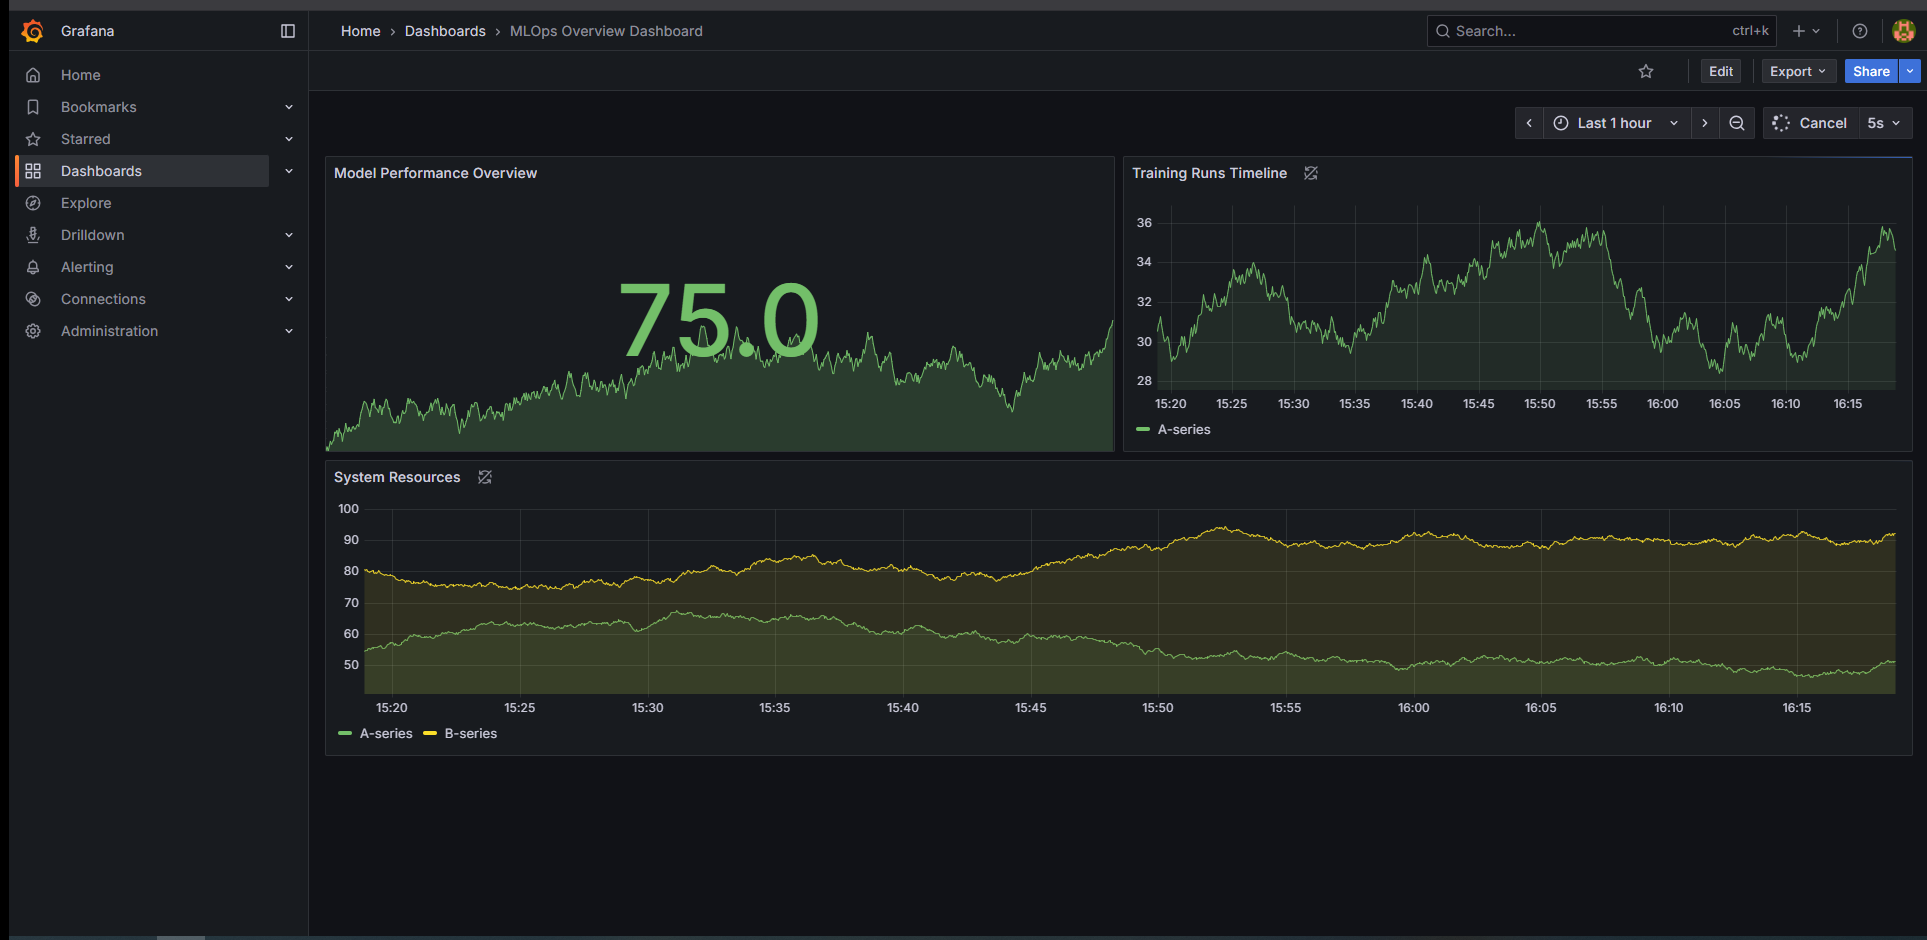 Grafana
Home › Dashboards › MLOps Overview Dashboard
Search... ctrl+k
Home
Bookmarks
Starred
Dashboards
Explore
Drilldown
Alerting
Connections
Administration
Edit Export Share
Last 1 hour Cancel 5s
Model Performance Overview
75.0
Training Runs Timeline
36
34
32
30
28
15:20 15:25 15:30 15:35 15:40 15:45 15:50 15:55 16:00 16:05 16:10 16:15
A-series
System Resources
100
90
80
70
60
50
15:20 15:25 15:30 15:35 15:40 15:45 15:50 15:55 16:00 16:05 16:10 16:15
A-series B-series